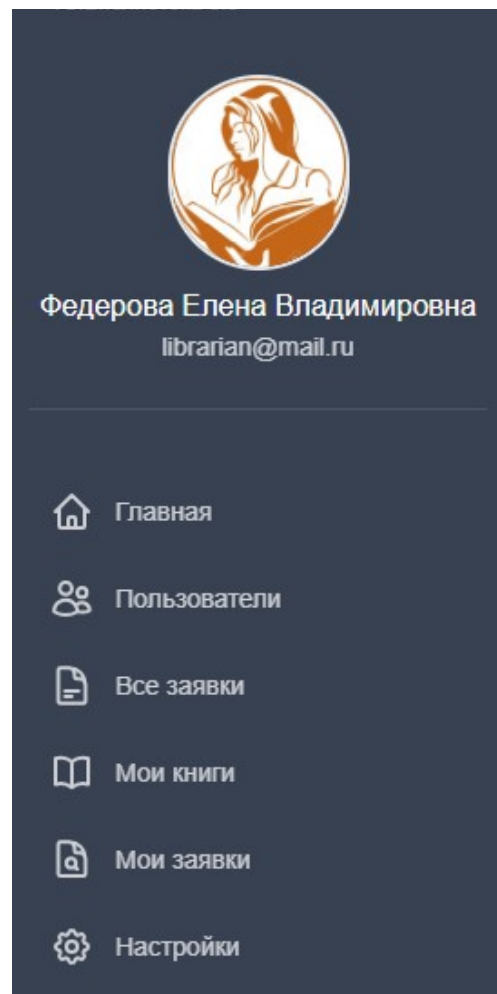 Федерова Елена Владимировна
librarian@mail.ru
Главная
Пользователи
Все заявки
Мои книги
Мои заявки
Настройки